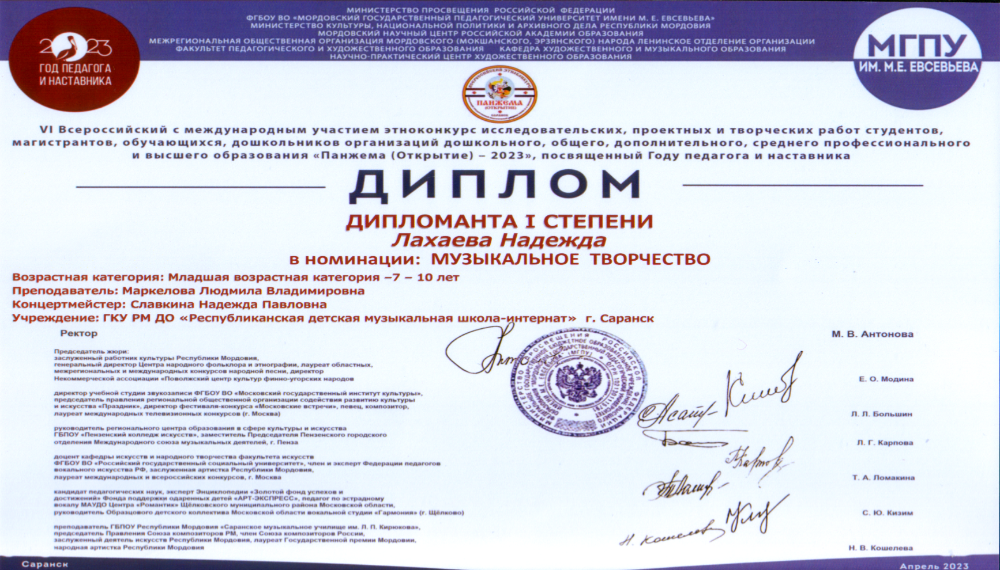 МИНИСТЕРСТВО ПРОСВЕЩЕНИЯ РОССИЙСКОЙ ФЕДЕРАЦИИ
ФГБОУ ВО «МОРДОВСКИЙ ГОСУДАРСТВЕННЫЙ ПЕДАГОГИЧЕСКИЙ УНИВЕРСИТЕТ ИМЕНИ М. Е. ЕВСЕВЬЕВА»
МИНИСТЕРСТВО КУЛЬТУРЫ, НАЦИОНАЛЬНОЙ ПОЛИТИКИ И АРХИВНОГО ДЕЛА РЕСПУБЛИКИ МОРДОВИЯ
МОРДОВСКИЙ НАУЧНЫЙ ЦЕНТР РОССИЙСКОЙ АКАДЕМИИ ОБРАЗОВАНИЯ
МЕЖРЕГИОНАЛЬНАЯ ОБЩЕСТВЕННАЯ ОРГАНИЗАЦИЯ МОРДОВСКОГО (МОКШАНСКОГО, ЭРЗЯНСКОГО) НАРОДА ЛЕНИНСКОЕ ОТДЕЛЕНИЕ ОРГАНИЗАЦИИ
ФАКУЛЬТЕТ ПЕДАГОГИЧЕСКОГО И ХУДОЖЕСТВЕННОГО ОБРАЗОВАНИЯ КАФЕДРА ХУДОЖЕСТВЕННОГО И МУЗЫКАЛЬНОГО ОБРАЗОВАНИЯ
НАУЧНО-ПРАКТИЧЕСКИЙ ЦЕНТР ХУДОЖЕСТВЕННОГО ОБРАЗОВАНИЯ
2023
ГОД ПЕДАГОГА
И НАСТАВНИКА
МГПУ
ИМ. М.Е. ЕВСЕВЬЕВА
ВСЕРОССИЙСКИЙ ЭТНОКОНКУРС
ПАНЖЕМА
(ОТКРЫТИЕ)
САРАНСК
VI Всероссийский с международным участием этноконкурс исследовательских, проектных и творческих работ студентов,
магистрантов, обучающихся, дошкольников организаций дошкольного, общего, дополнительного, среднего профессионального
и высшего образования «Панжема (Открытие) – 2023», посвященный Году педагога и наставника
ДИПЛОМ
ДИПЛОМАНТА I СТЕПЕНИ
Лахаева Надежда
в номинации: МУЗЫКАЛЬНОЕ ТВОРЧЕСТВО
Возрастная категория: Младшая возрастная категория –7 – 10 лет
Преподаватель: Маркелова Людмила Владимировна
Концертмейстер: Славкина Надежда Павловна
Учреждение: ГКУ РМ ДО «Республиканская детская музыкальная школа-интернат» г. Саранск
Ректор
М. В. Антонова
Председатель жюри:
заслуженный работник культуры Республики Мордовия,
генеральный директор Центра народного фольклора и этнографии, лауреат областных,
межрегиональных и международных конкурсов народной песни, директор
Некоммерческой ассоциации «Поволжский центр культур финно-угорских народов
Е. О. Модина
директор учебной студии звукозаписи ФГБОУ ВО «Московский государственный институт культуры»,
председатель правления региональной общественной организации содействия развитию культуры
и искусства «Праздник», директор фестиваля-конкурса «Московские встречи», певец, композитор,
лауреат международных телевизионных конкурсов (г. Москва)
Л. Л. Большин
руководитель регионального центра образования в сфере культуры и искусства
ГБПОУ «Пензенский колледж искусств», заместитель Председателя Пензенского городского
отделения Международного союза музыкальных деятелей, г. Пенза
Л. Г. Карпова
доцент кафедры искусств и народного творчества факультета искусств
ФГБОУ ВО «Российский государственный социальный университет», член и эксперт Федерации педагогов
вокального искусства РФ, заслуженная артистка Республики Мордовия,
лауреат международных и всероссийских конкурсов, г. Москва
Т. А. Ломакина
кандидат педагогических наук, эксперт Энциклопедии «Золотой фонд успехов и
достижений» Фонда поддержки одаренных детей «АРТ-ЭКСПРЕСС», педагог по эстрадному
вокалу МАУДО Центра «Романтик» Щёлковского муниципального района Московской области,
руководитель Образцового детского коллектива Московской области вокальной студии «Гармония» (г. Щёлково)
С. Ю. Кизим
преподаватель ГБПОУ Республики Мордовия «Саранское музыкальное училище им. Л. П. Кирюкова»,
председатель Правления Союза композиторов РМ, член Союза композиторов России,
заслуженный деятель искусств Республики Мордовия, лауреат Государственной премии Мордовии,
народная артистка Республики Мордовия
Н. В. Кошелева
Н. Кошелева
Саранск
Апрель 2023